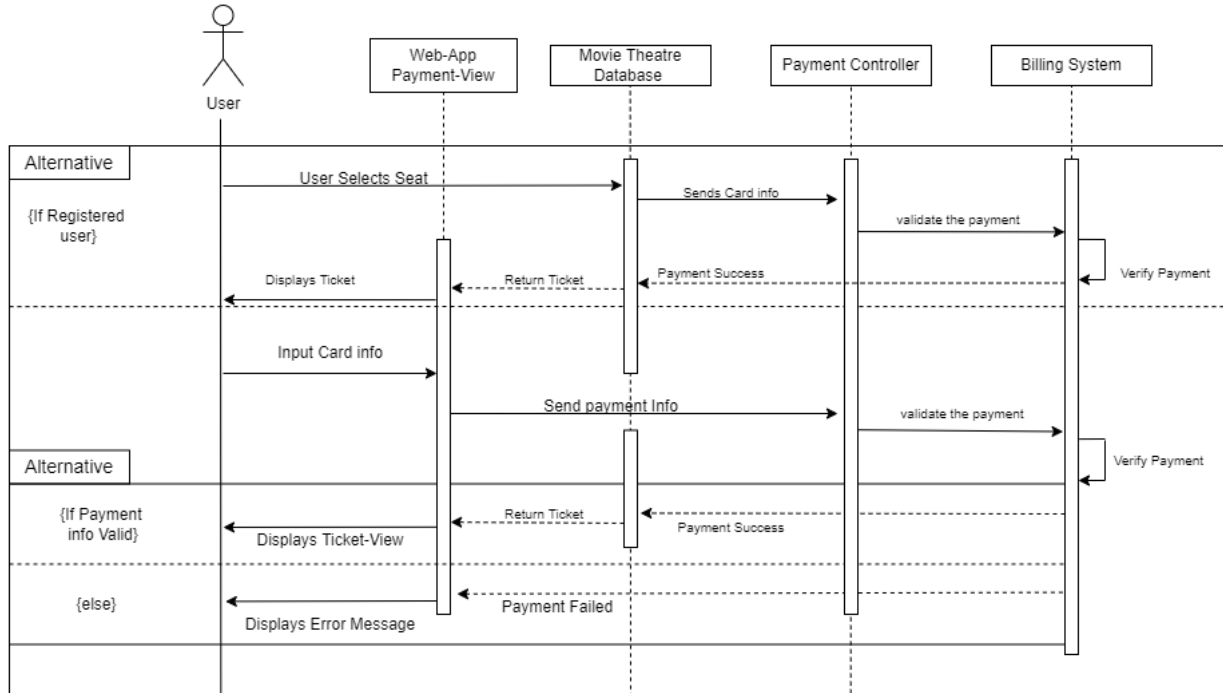 User
Web-App
Payment-View
Movie Theatre
Database
Payment Controller
Billing System
Alternative
{If Registered
user}
User Selects Seat
Sends Card info
validate the payment
Verify Payment
Payment Success
Return Ticket
Displays Ticket
Input Card info
Send payment Info
validate the payment
Verify Payment
Alternative
{If Payment
info Valid}
Return Ticket
Payment Success
Displays Ticket-View
{else}
Payment Failed
Displays Error Message